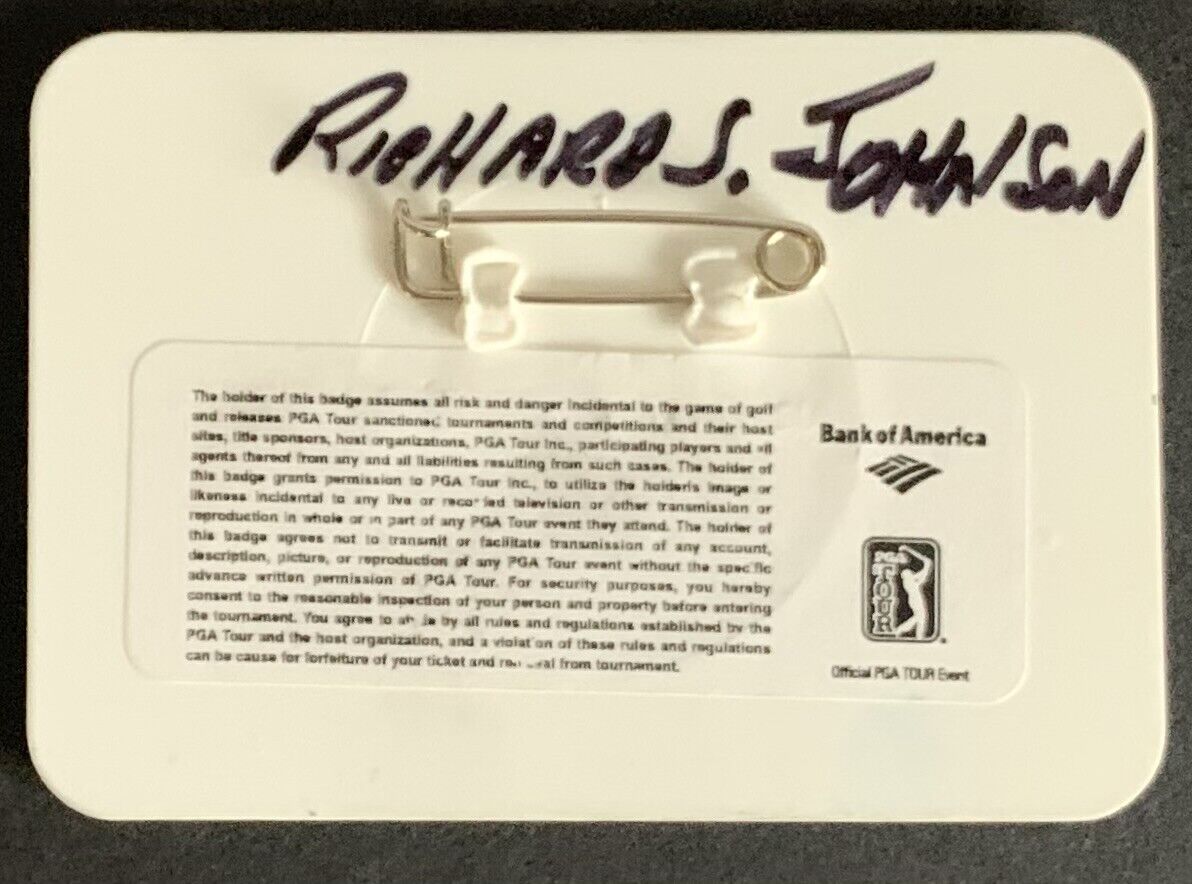 RICHARD S. JOHNSON
The holder of this badge assumes all risk and danger incidental to the game of golf
and releases PGA Tour sanctioned tournaments and competitions and their host
sites, title sponsors, host organizations, PGA Tour Inc., participating players and all
agents thereof from any and all liabilities resulting from such cases. The holder of
this badge grants permission to PGA Tour Inc., to utilize the holderis image or
likeness incidental to any live or recorded television or other transmission or
reproduction in whole or in part of any PGA Tour event they attend. The holder of
this badge agrees not to transmit or facilitate transmission of any account,
description, picture, or reproduction of any PGA Tour event without the specific
advance written permission of PGA Tour. For security purposes, you hereby
consent to the reasonable inspection of your person and property before entering
the tournament. You agree to abide by all rules and regulations established by the
PGA Tour and the host organization, and a violation of these rules and regulations
can be cause for forfeiture of your ticket and removal from tournament.
Bank of America
PGA
TOUR
Official PGA TOUR Event